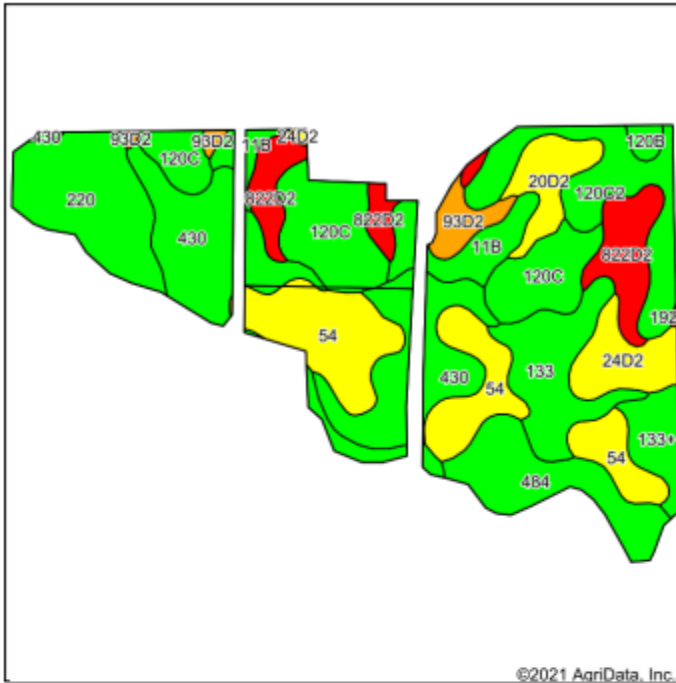 430
93D2
93D2
120C
220
430
24D2
11B
822D2
822D2
120C
54
120B
20D2
120C2
93D2
11B
822D2
120C
192
24D2
430
54
133
133+
54
484
©2021 AgriData, Inc.